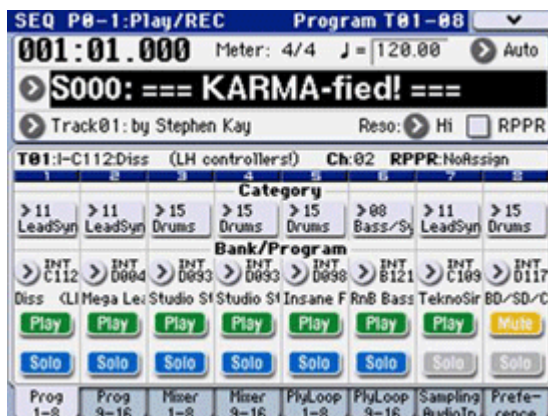 SEQ P0-1:Play/REC Program T01-08
001:01.000 Meter: 4/4 ♩= 120.00 Auto
S000: === KARMA-fied! ===
Track01: by Stephen Kay Reso: Hi RPPR
T01:I-C112:Diss (LH controllers!) Ch:02 RPPR:NoAssign
1 2 3 4 5 6 7 8
Category
>11 >11 >15 >15 >15 >08 >11 >15
LeadSyn LeadSyn Drums Drums Drums Bass/Sy LeadSyn Drums
Bank/Program
INT INT INT INT INT INT INT INT
C112 D004 D093 D093 D098 B121 C109 D117
Diss (LI Mega Lea Studio St Studio St Insane F RnB Bass TeknoSir BD/SD/C
Play Play Play Play Play Play Play Mute
Solo Solo Solo Solo Solo Solo Solo Solo
Prog Prog Mixer Mixer PlyLoop PlyLoop Sampling Prefe-
1-8 9-16 1-8 9-16 1-8 9-16 AudioIn rence